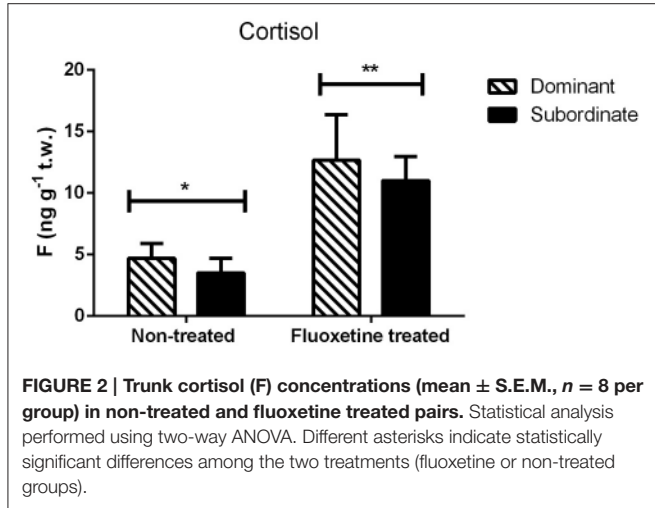 Cortisol
20
15
10
5
0
F (ng g⁻¹ t.w.)
*
**
Dominant
Subordinate
Non-treated
Fluoxetine treated
FIGURE 2 | Trunk cortisol (F) concentrations (mean ± S.E.M., n = 8 per
group) in non-treated and fluoxetine treated pairs. Statistical analysis
performed using two-way ANOVA. Different asterisks indicate statistically
significant differences among the two treatments (fluoxetine or non-treated
groups).